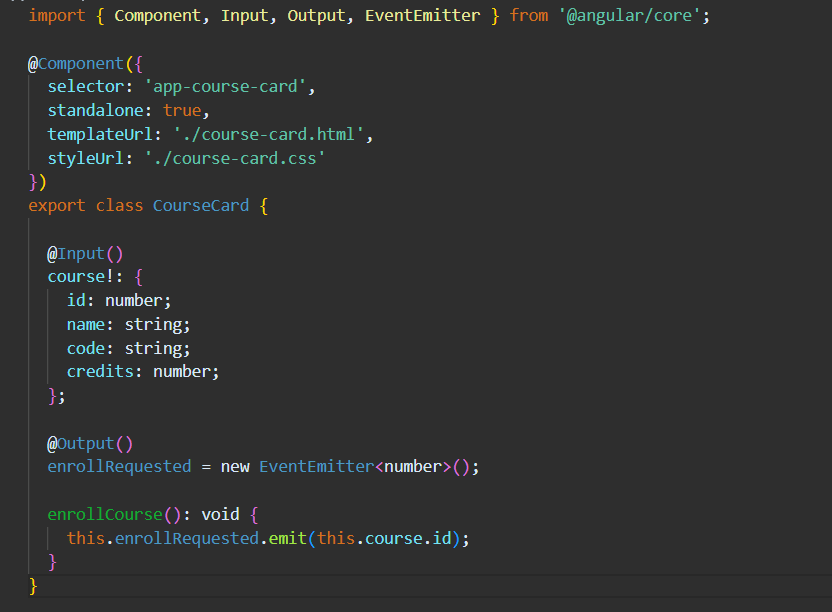 import { Component, Input, Output, EventEmitter } from '@angular/core';
@Component({
selector: 'app-course-card',
standalone: true,
templateUrl: './course-card.html',
styleUrl: './course-card.css'
})
export class CourseCard {
@Input()
course!: {
id: number;
name: string;
code: string;
credits: number;
};
@Output()
enrollRequested = new EventEmitter<number>();
enrollCourse(): void {
this.enrollRequested.emit(this.course.id);
}
}